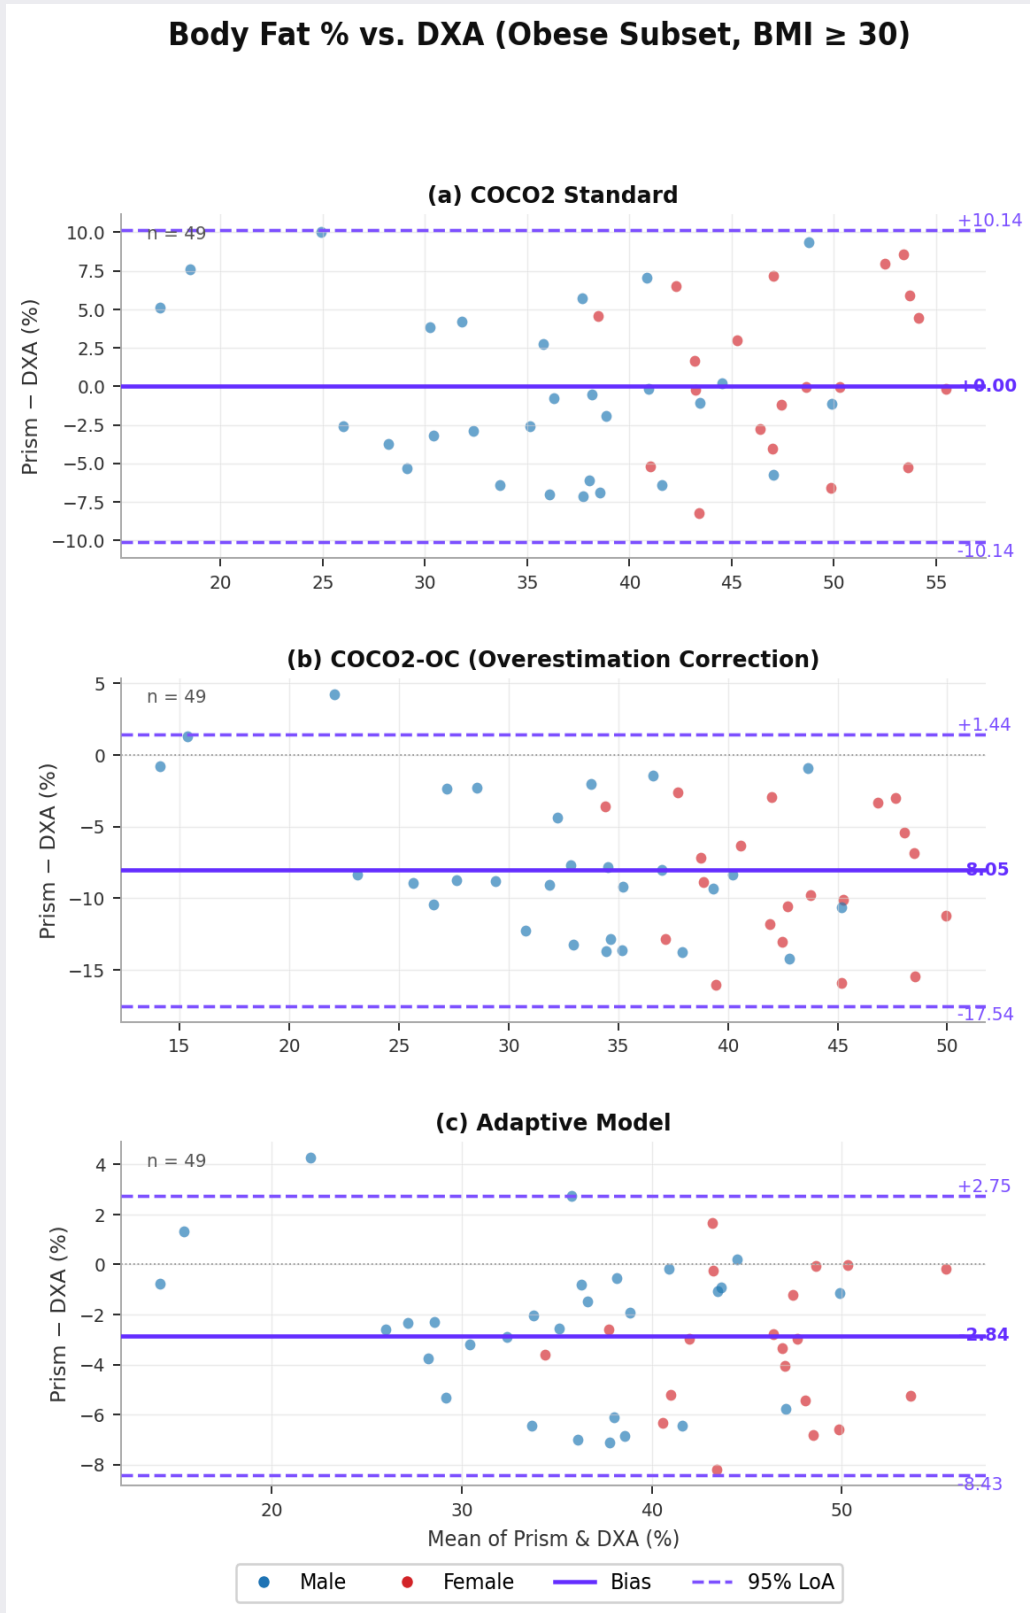 Body Fat % vs. DXA (Obese Subset, BMI ≥ 30)
(a) COCO2 Standard
n = 49
+10.14
+0.00
-10.14
Prism − DXA (%)
10.0
7.5
5.0
2.5
0.0
−2.5
−5.0
−7.5
−10.0
20 25 30 35 40 45 50 55
(b) COCO2-OC (Overestimation Correction)
n = 49
+1.44
-8.05
-17.54
Prism − DXA (%)
5
0
−5
−10
−15
15 20 25 30 35 40 45 50
(c) Adaptive Model
n = 49
+2.75
-2.84
-8.43
Prism − DXA (%)
4
2
0
−2
−4
−6
−8
20 30 40 50
Mean of Prism & DXA (%)
Male Female Bias 95% LoA